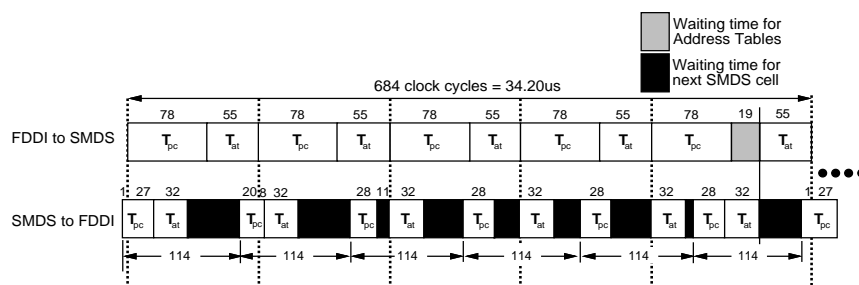 Waiting time for
Address Tables
Waiting time for
next SMDS cell
684 clock cycles = 34.20us
78 55 78 55 78 55 78 55 78 19 55
FDDI to SMDS
Tpc Tat Tpc Tat Tpc Tat Tpc Tat Tpc Tat
1 27 32 20 8 32 28 11 32 28 32 28 32 28 32 1 27
SMDS to FDDI
Tpc Tat Tpc Tat Tpc Tat Tpc Tat Tpc Tat Tpc Tat Tpc
114 114 114 114 114 114